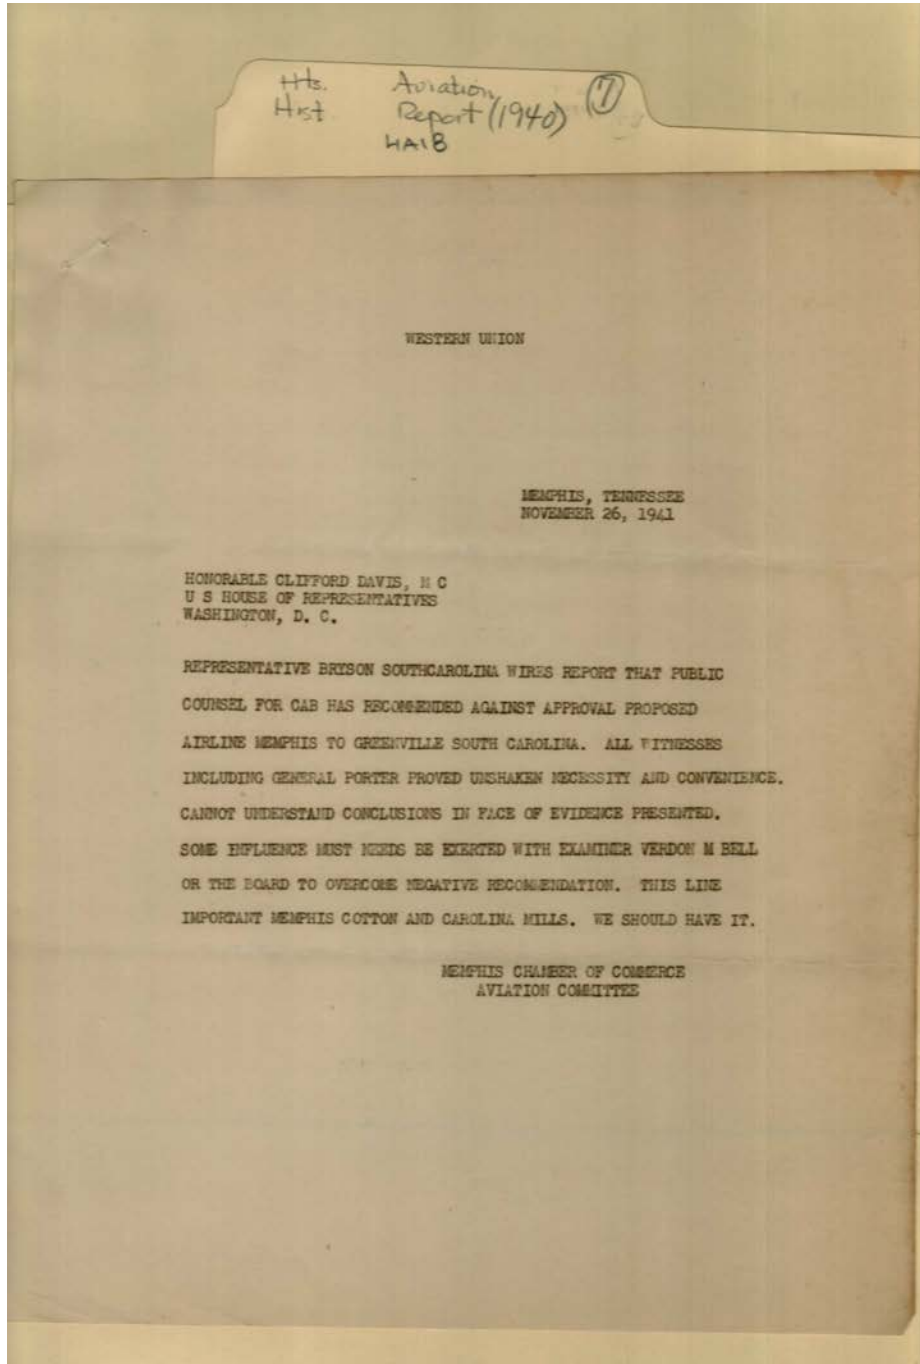 Hts. Aviation 7
Hist Report (1940)
HAIB
WESTERN UNION
MEMPHIS, TENNESSEE
NOVEMBER 26, 1941
HONORABLE CLIFFORD DAVIS, M C
U S HOUSE OF REPRESENTATIVES
WASHINGTON, D. C.
REPRESENTATIVE BRYSON SOUTHCAROLINA WIRES REPORT THAT PUBLIC
COUNSEL FOR CAB HAS RECOMMENDED AGAINST APPROVAL PROPOSED
AIRLINE MEMPHIS TO GREENVILLE SOUTH CAROLINA. ALL WITNESSES
INCLUDING GENERAL PORTER PROVED UNSHAKEN NECESSITY AND CONVENIENCE.
CANNOT UNDERSTAND CONCLUSIONS IN FACE OF EVIDENCE PRESENTED.
SOME INFLUENCE MUST NEEDS BE EXERTED WITH EXAMINER VERDON M BELL
OR THE BOARD TO OVERCOME NEGATIVE RECOMMENDATION. THIS LINE
IMPORTANT MEMPHIS COTTON AND CAROLINA MILLS. WE SHOULD HAVE IT.
MEMPHIS CHAMBER OF COMMERCE
AVIATION COMMITTEE